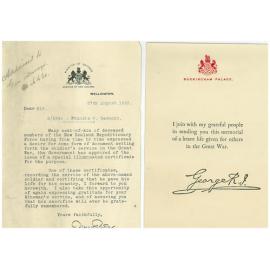 WELLINGTON,
August
Dear Sir
Many next-of-kin of deceased
members of the New Zealand Expeditionary
Force having from time to time expressed
a desire for some form of document setting
forth the soldier's service in the Great
War, the Government has approved of the
issue of a special illuminated certificate for the
purpose.
One of these certificates,
recording the service of the above-named
soldier and certifying that he gave his
Life for his country, I forward to you
herewith. I also take this opportunity
of again expressing gratitude for your
kinsman's service, and of assuring you
that his sacrifice will ever be grate-
fully remembered.
Yours faithfully,
BUCKINGHAM PALACE.
I join with my grateful people
in sending you this memorial
of a brave life given for others
in the Great War.
George R.I.